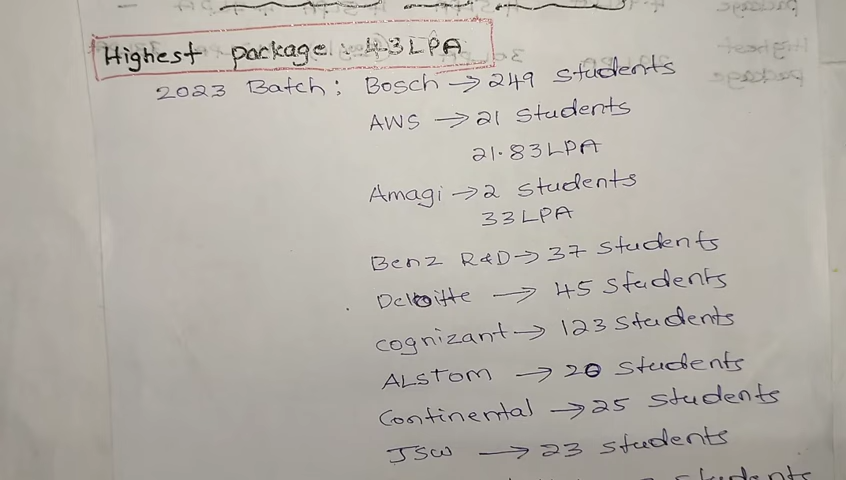 Highest package: 43LPA
2023 Batch: Bosch → 249 students
AWS → 21 students
21.83LPA
Amagi → 2 students
33LPA
Benz R&D → 37 students
Deloitte → 45 students
cognizant → 123 students
ALSTOM → 20 students
Continental → 25 students
JSW → 23 students
students